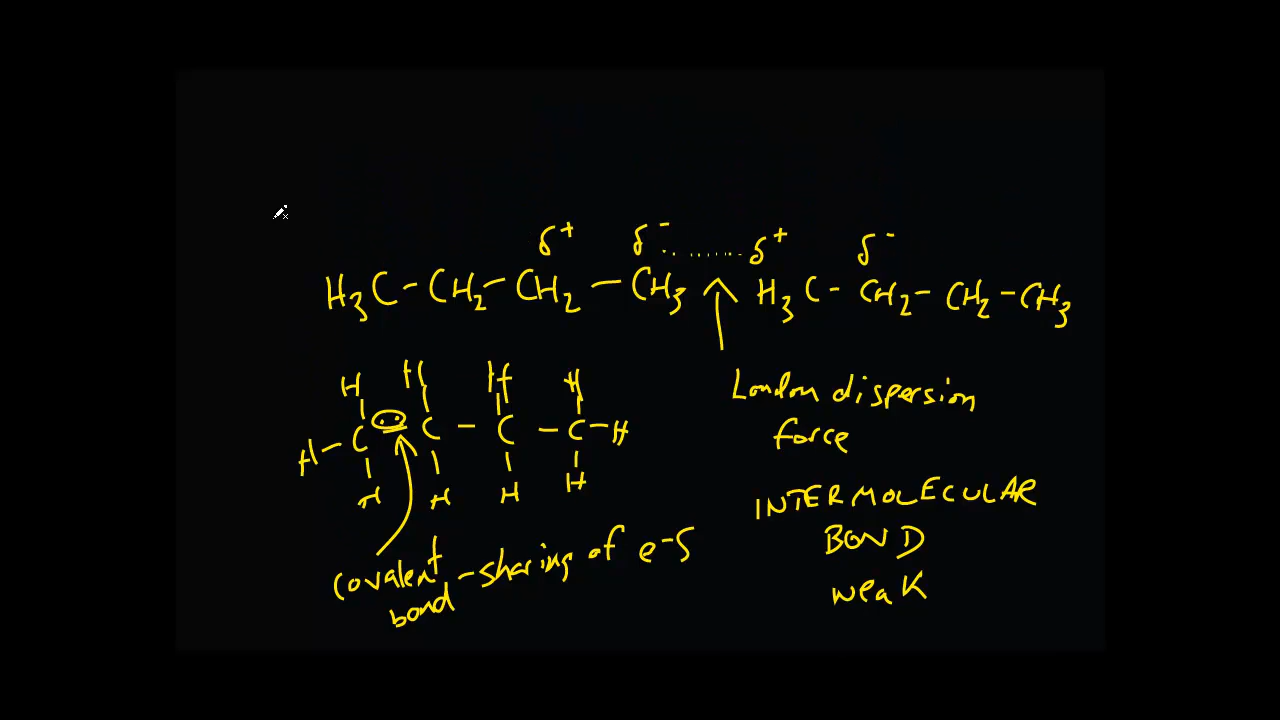 δ+ δ- ....... δ+ δ-
H3C-CH2-CH2-CH3 H3C-CH2-CH2-CH3
H H H H
H-C:C-C-C-H
H H H H
London dispersion
force
INTERMOLECULAR
BOND
weak
covalent
bond - sharing of e-s